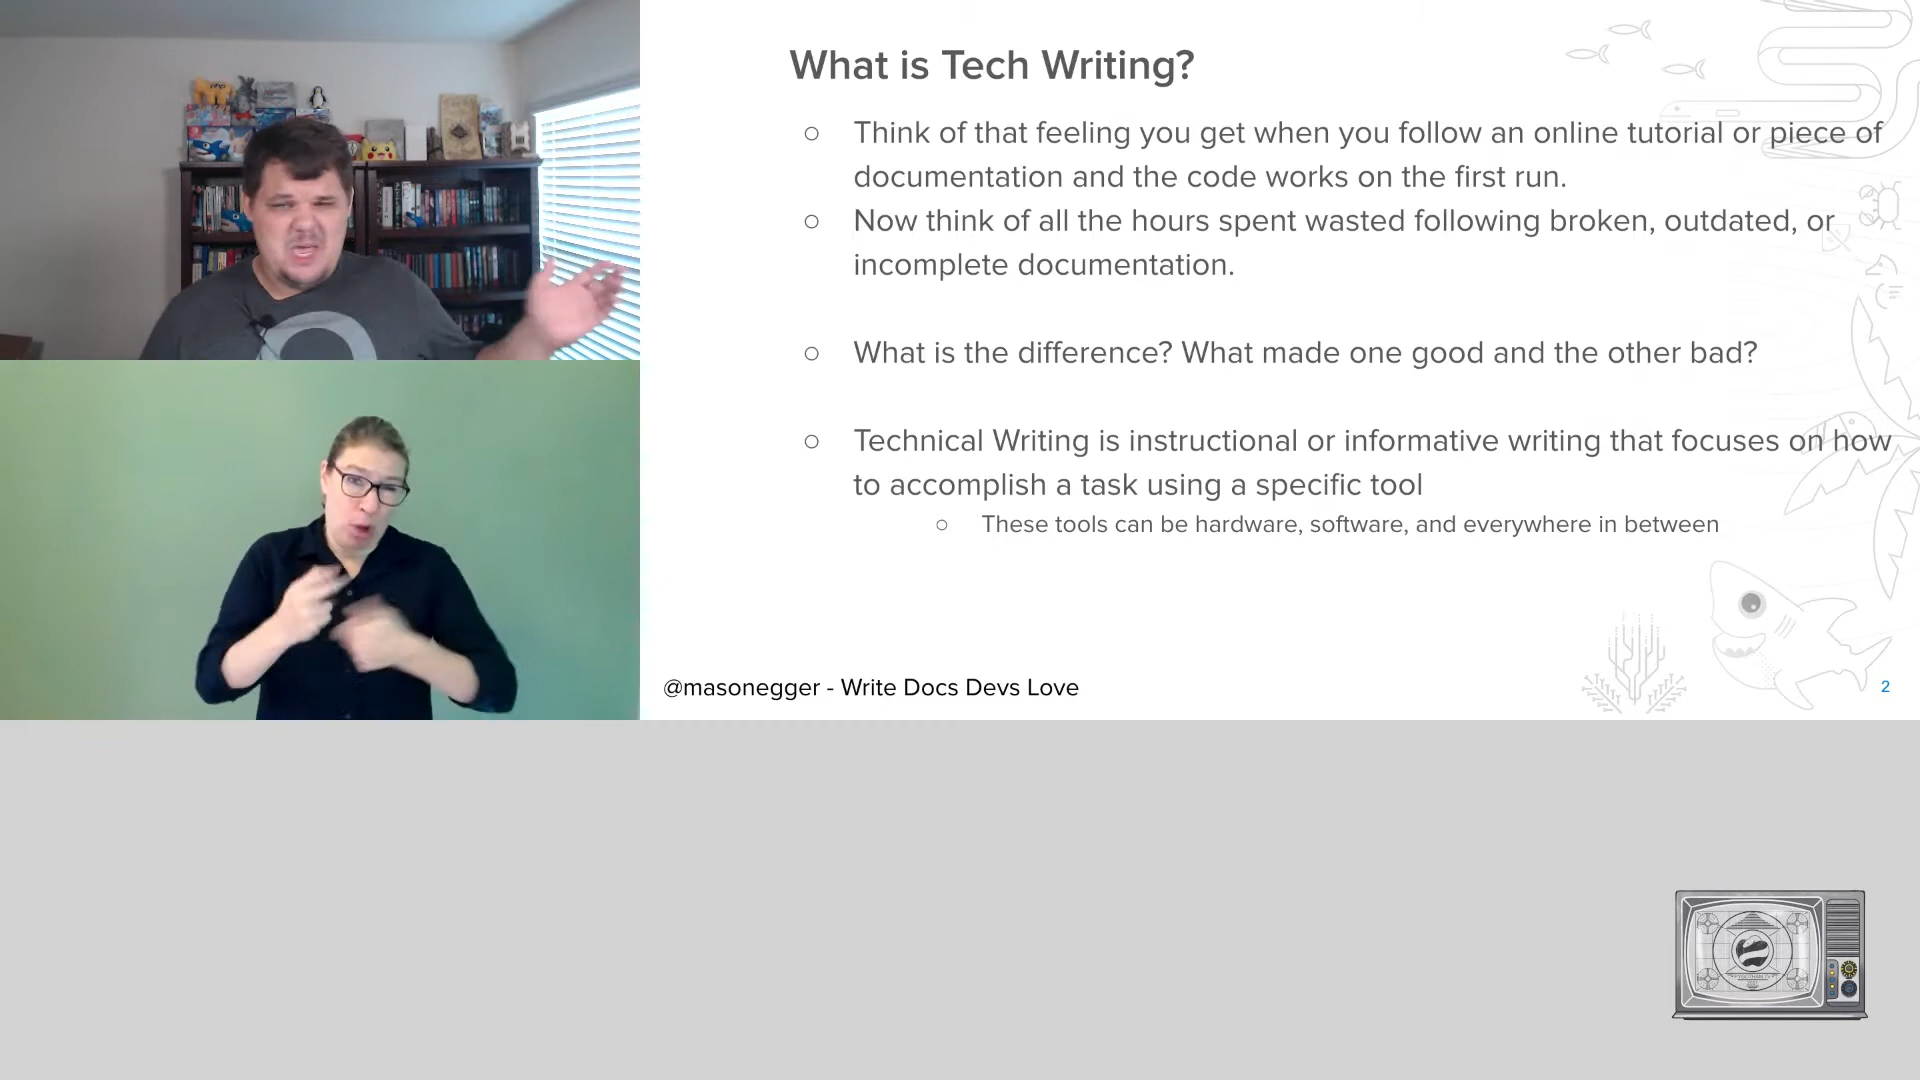 What is Tech Writing?
Think of that feeling you get when you follow an online tutorial or piece of
documentation and the code works on the first run.
Now think of all the hours spent wasted following broken, outdated, or
incomplete documentation.
What is the difference? What made one good and the other bad?
Technical Writing is instructional or informative writing that focuses on how
to accomplish a task using a specific tool
These tools can be hardware, software, and everywhere in between
@masonegger - Write Docs Devs Love
2
php